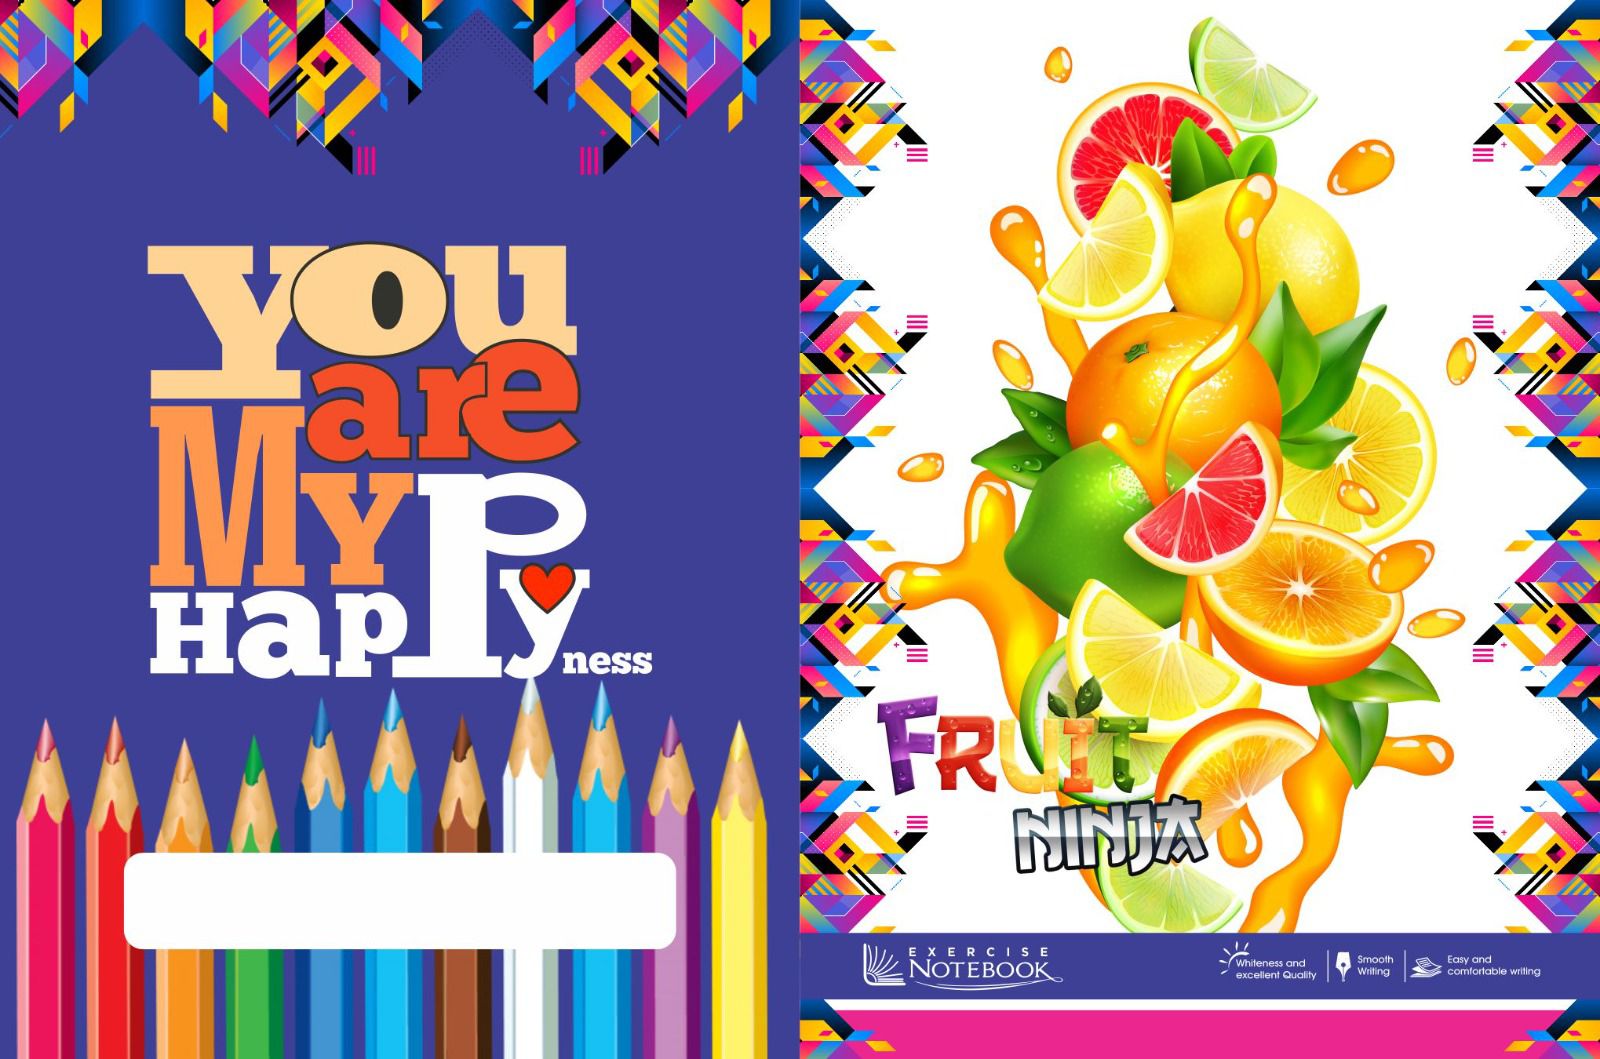 You
are
My
Happyness
FRUIT
NINJA
EXERCISE
NOTEBOOK
Whiteness and
excellent Quality
Smooth
Writing
Easy and
comfortable writing